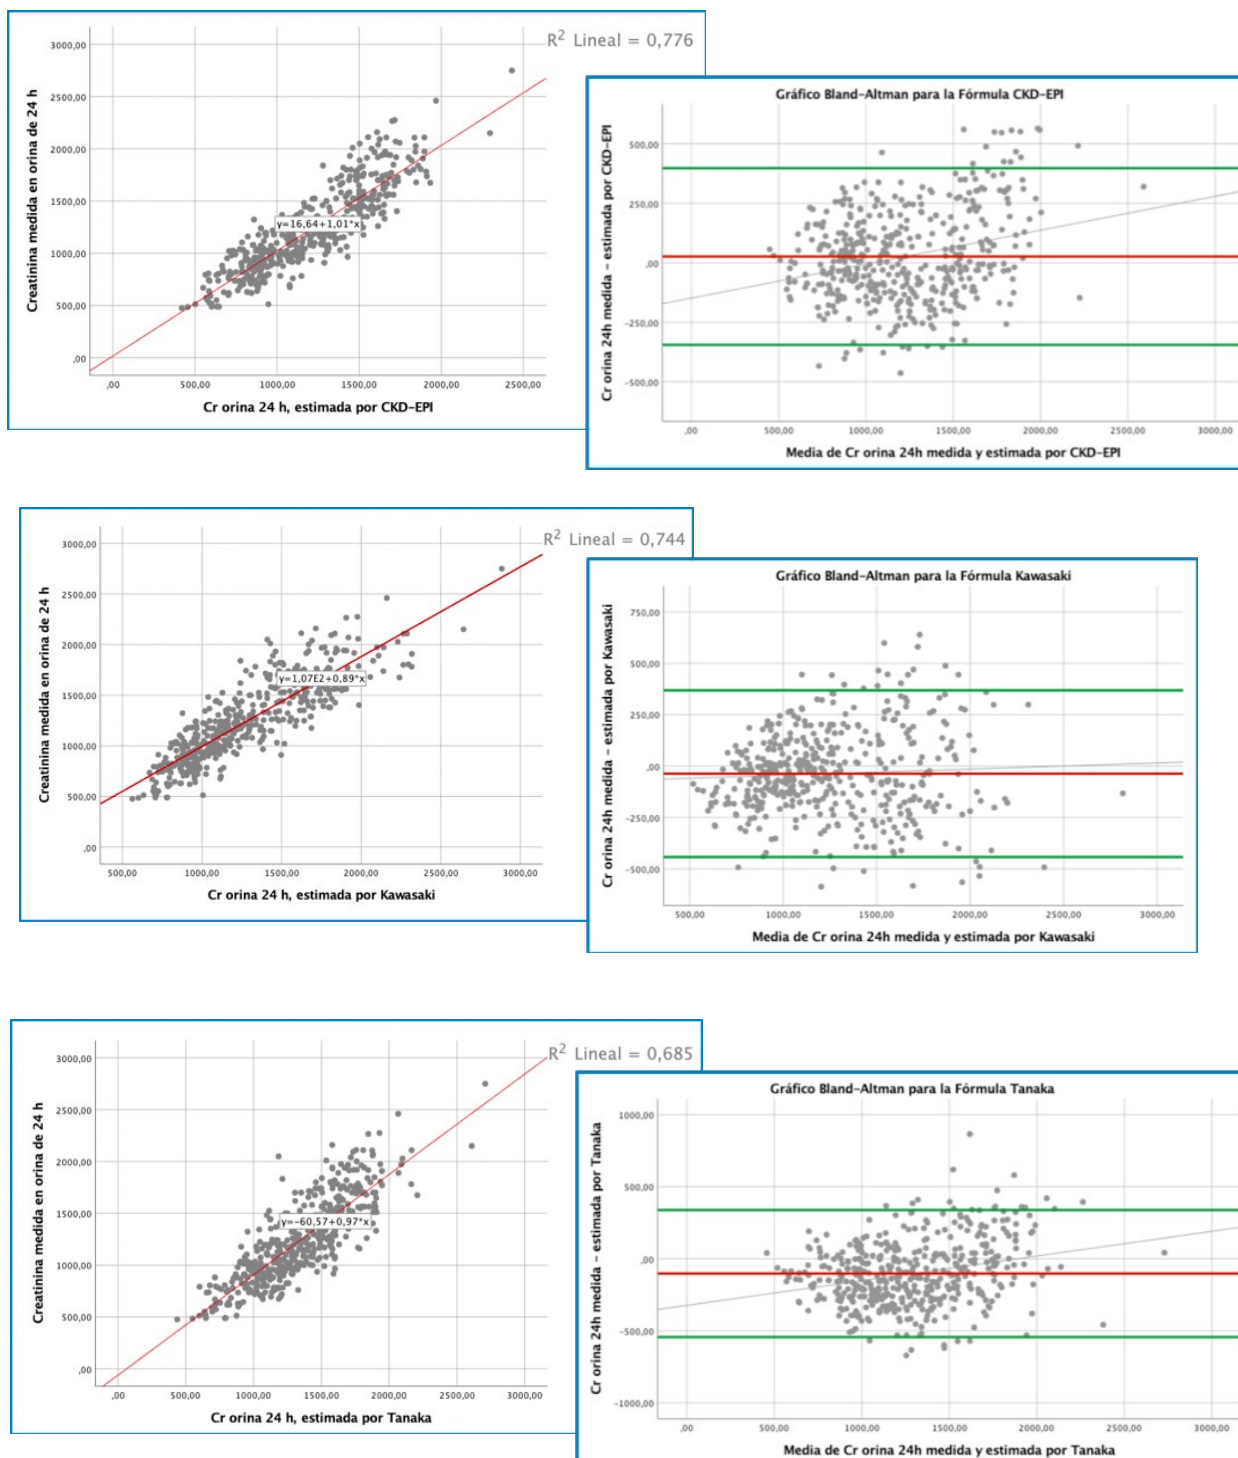 R² Lineal = 0,776
Creatinina medida en orina de 24 h
3000,00
2500,00
2000,00
1500,00
1000,00
500,00
,00
y=16,64+1,01*x
,00 500,00 1000,00 1500,00 2000,00 2500,00
Cr orina 24 h, estimada por CKD-EPI
Gráfico Bland-Altman para la Fórmula CKD-EPI
Cr orina 24h medida - estimada por CKD-EPI
500,00
250,00
,00
-250,00
-500,00
,00 500,00 1000,00 1500,00 2000,00 2500,00 3000,00
Media de Cr orina 24h medida y estimada por CKD-EPI
R² Lineal = 0,744
Creatinina medida en orina de 24 h
3000,00
2500,00
2000,00
1500,00
1000,00
500,00
,00
y=1,07E2+0,89*x
500,00 1000,00 1500,00 2000,00 2500,00 3000,00
Cr orina 24 h, estimada por Kawasaki
Gráfico Bland-Altman para la Fórmula Kawasaki
Cr orina 24h medida - estimada por Kawasaki
750,00
500,00
250,00
,00
-250,00
-500,00
500,00 1000,00 1500,00 2000,00 2500,00 3000,00
Media de Cr orina 24h medida y estimada por Kawasaki
R² Lineal = 0,685
Creatinina medida en orina de 24 h
3000,00
2500,00
2000,00
1500,00
1000,00
500,00
,00
y=-60,57+0,97*x
,00 500,00 1000,00 1500,00 2000,00 2500,00 3000,00
Cr orina 24 h, estimada por Tanaka
Gráfico Bland-Altman para la Fórmula Tanaka
Cr orina 24h medida - estimada por Tanaka
1000,00
500,00
,00
-500,00
-1000,00
,00 500,00 1000,00 1500,00 2000,00 2500,00 3000,00
Media de Cr orina 24h medida y estimada por Tanaka